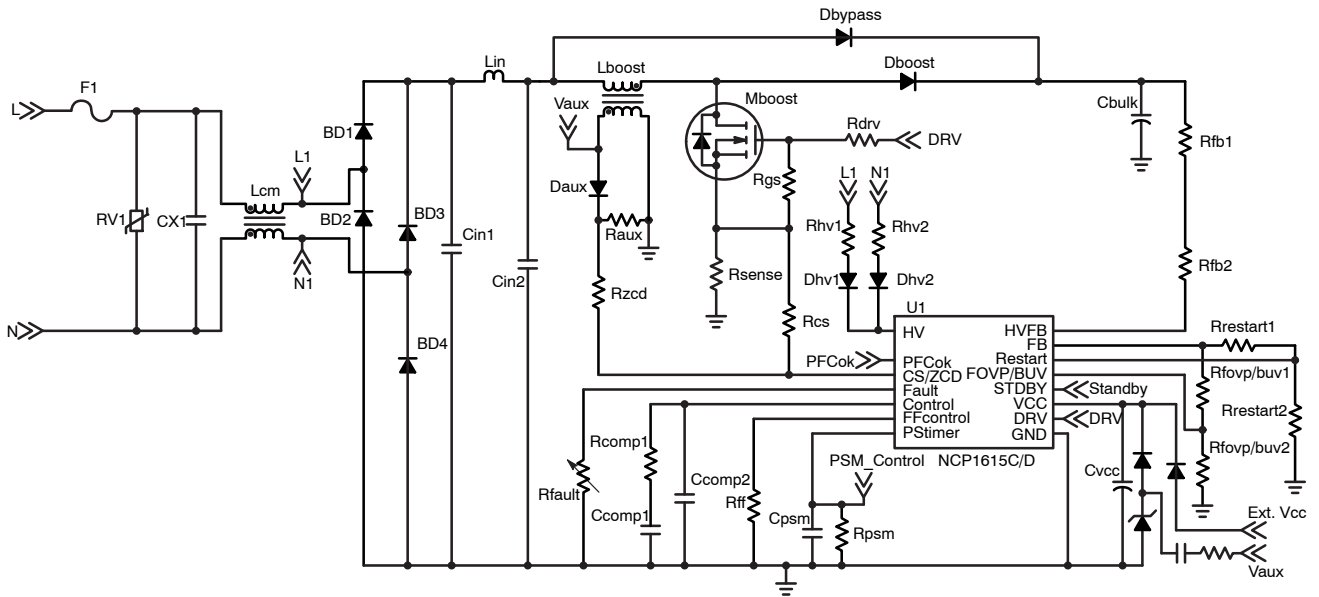 Dbypass
Lin
Lboost
Dboost
F1
L
Vaux
Mboost
Cbulk
BD1
Rdrv
DRV
Rfb1
L1
Lcm
Daux
Rgs
L1
N1
RV1
CX1
BD2
BD3
Cin1
Raux
Rhv1
Rhv2
Cin2
Rsense
Dhv1
Dhv2
Rfb2
N1
Rzcd
U1
N
Rcs
HV
HVFB
Rrestart1
BD4
FB
PFCok
PFCok
Restart
CS/ZCD
FOVP/BUV
Rfovp/buv1
Fault
STDBY
Standby
Control
VCC
FFcontrol
DRV
DRV
Rrestart2
PStimer
GND
Rcomp1
PSM_Control
NCP1615C/D
Rfovp/buv2
Rfault
Ccomp2
Cvcc
Rff
Ccomp1
Cpsm
Rpsm
Ext. Vcc
Vaux